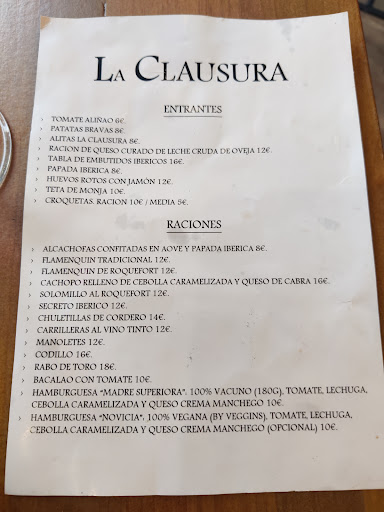 LA CLAUSURA
ENTRANTES
› TOMATE ALIÑAO 6€.
› PATATAS BRAVAS 8€.
› ALITAS LA CLAUSURA 8€.
› RACION DE QUESO CURADO DE LECHE CRUDA DE OVEJA 12€.
› TABLA DE EMBUTIDOS IBERICOS 16€.
› PAPADA IBERICA 8€.
› HUEVOS ROTOS CON JAMÓN 12€.
› TETA DE MONJA 10€.
› CROQUETAS. RACION 10€ / MEDIA 5€.
RACIONES
› ALCACHOFAS CONFITADAS EN AOVE Y PAPADA IBERICA 8€.
› FLAMENQUIN TRADICIONAL 12€.
› FLAMENQUIN DE ROQUEFORT 12€.
› CACHOPO RELLENO DE CEBOLLA CARAMELIZADA Y QUESO DE CABRA 16€.
› SOLOMILLO AL ROQUEFORT 12€.
› SECRETO IBERICO 12€.
› CHULETILLAS DE CORDERO 14€.
› CARRILLERAS AL VINO TINTO 12€.
› MANOLETES 12€.
› CODILLO 16€.
› RABO DE TORO 18€.
› BACALAO CON TOMATE 10€.
› HAMBURGUESA “MADRE SUPERIORA”: 100% VACUNO (180G), TOMATE, LECHUGA,
CEBOLLA CARAMELIZADA Y QUESO CREMA MANCHEGO 10€.
› HAMBURGUESA “NOVICIA”: 100% VEGANA (BY VEGGINS), TOMATE, LECHUGA,
CEBOLLA CARAMELIZADA Y QUESO CREMA MANCHEGO (OPCIONAL) 10€.